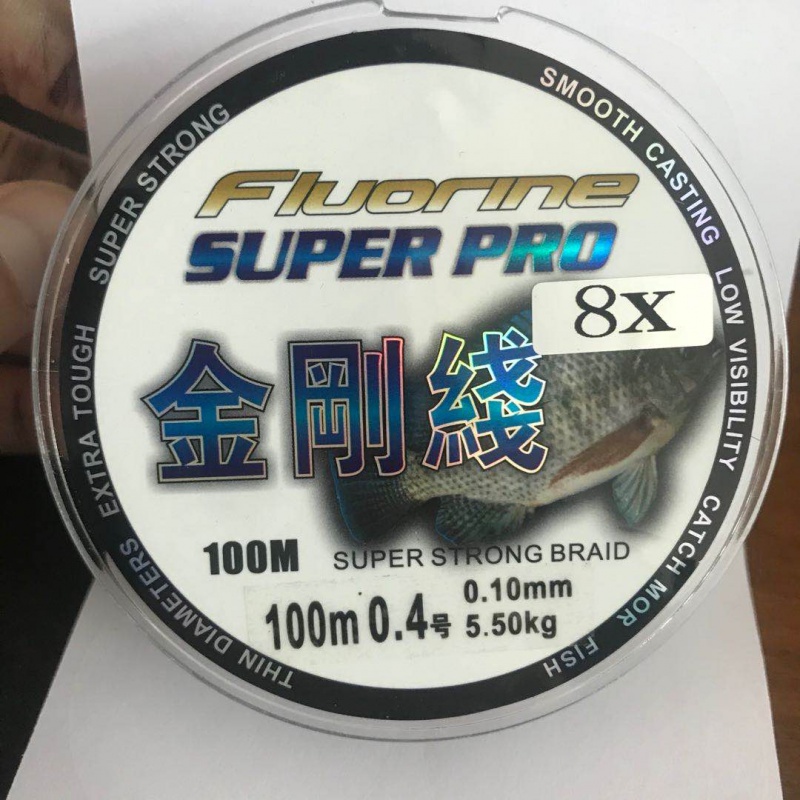 Fluorine
SUPER PRO
8X
金剛綫
100M SUPER STRONG BRAID
100m 0.4号 0.10mm
5.50kg
THIN DIAMETERS EXTRA TOUGH SUPER STRONG
SMOOTH CASTING LOW VISIBILITY CATCH MOR FISH